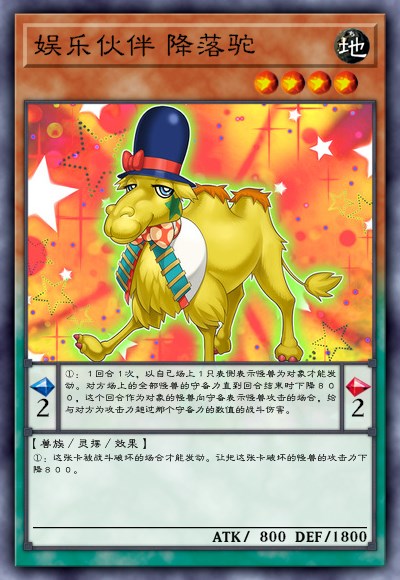 娱乐伙伴 降落驼
地
①：1回合1次，以自己场上1只表侧表示怪兽为对象才能发
动。对方场上的全部怪兽的守备力直到回合结束时下降80
0，这个回合作为对象的怪兽向守备表示怪兽攻击的场合，给
与对方为攻击力超过那个守备力的数值的战斗伤害。
2
2
【兽族／灵摆／效果】
①：这张卡被战斗破坏的场合才能发动。让把这张卡破坏的怪兽的攻击力下
降800。
ATK/ 800 DEF/1800